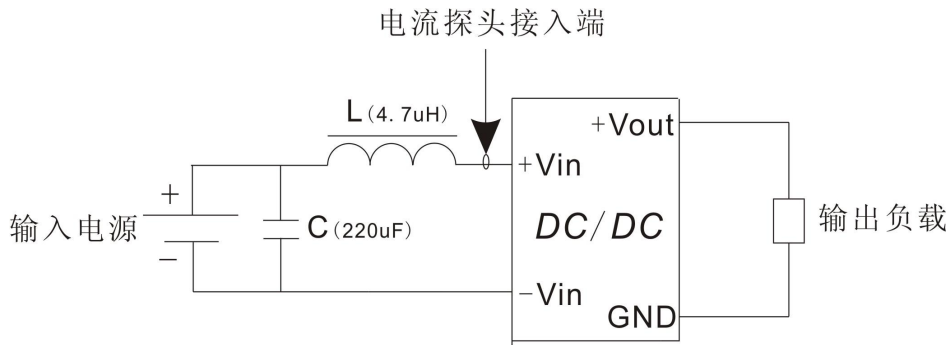 电流探头接入端
L(4.7uH)
+Vout
+Vin
+
输入电源
C(220uF)
DC/DC
输出负载
−
−Vin
GND